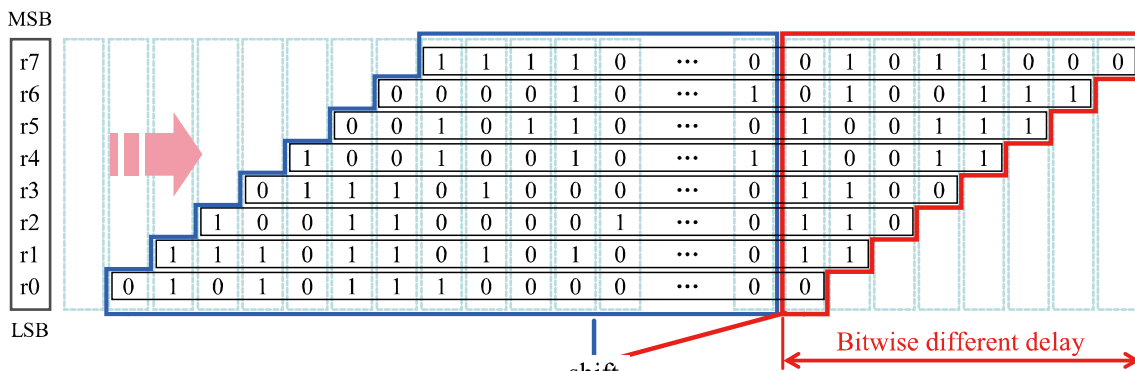 MSB
r7 1 1 1 1 0 ··· 0 0 1 0 1 1 0 0 0
r6 0 0 0 0 1 0 ··· 1 0 1 0 0 1 1 1
r5 0 0 1 0 1 1 0 ··· 0 1 0 0 1 1 1
r4 1 0 0 1 0 0 1 0 ··· 1 1 0 0 1 1
r3 0 1 1 1 0 1 0 0 0 ··· 0 1 1 0 0
r2 1 0 0 1 1 0 0 0 0 1 ··· 0 1 1 0
r1 1 1 1 0 1 1 0 1 0 1 0 ··· 0 1 1
r0 0 1 0 1 0 1 1 1 0 0 0 0 ··· 0 0
LSB
Bitwise different delay
shift